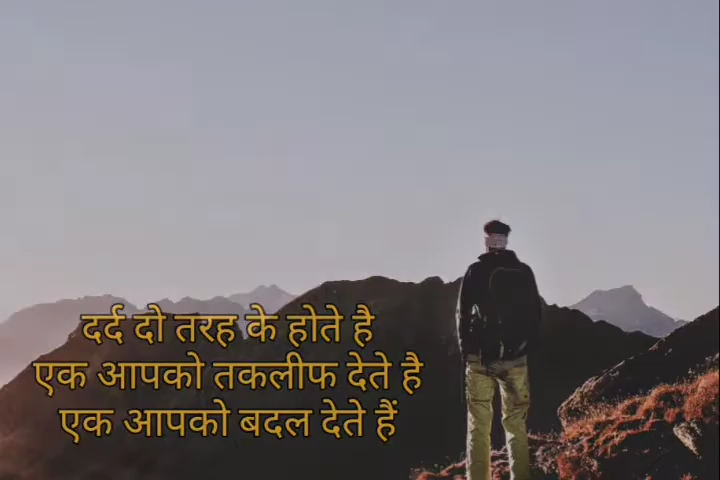 दर्द दो तरह के होते है
एक आपको तकलीफ देते है
एक आपको बदल देते हैं